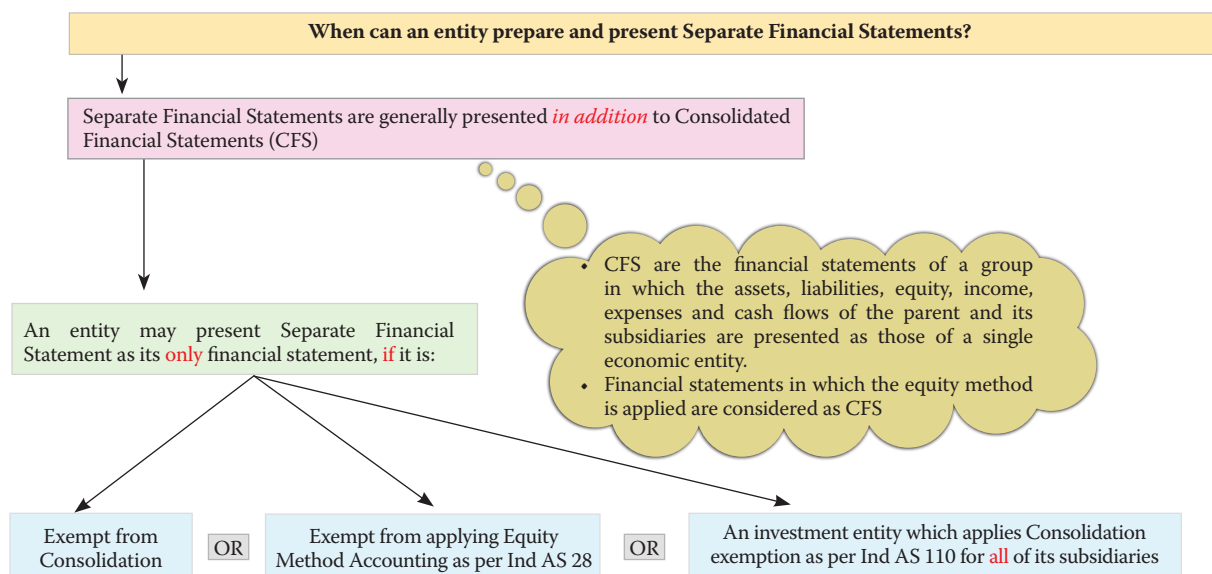 When can an entity prepare and present Separate Financial Statements?
Separate Financial Statements are generally presented in addition to Consolidated
Financial Statements (CFS)
• CFS are the financial statements of a group
in which the assets, liabilities, equity, income,
expenses and cash flows of the parent and its
subsidiaries are presented as those of a single
economic entity.
• Financial statements in which the equity method
is applied are considered as CFS
An entity may present Separate Financial
Statement as its only financial statement, if it is:
Exempt from
Consolidation
OR
Exempt from applying Equity
Method Accounting as per Ind AS 28
OR
An investment entity which applies Consolidation
exemption as per Ind AS 110 for all of its subsidiaries